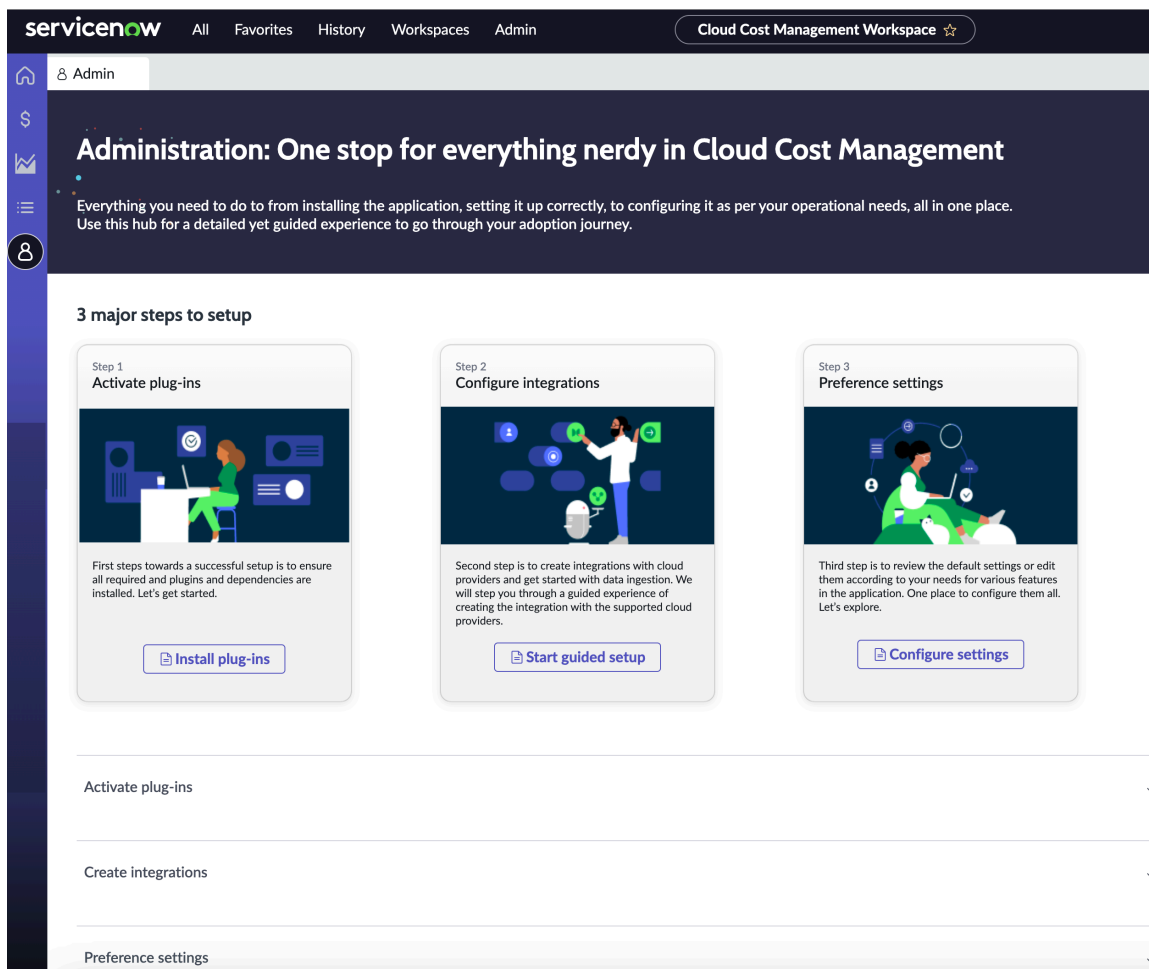 servicenow All Favorites History Workspaces Admin Cloud Cost Management Workspace
Admin
Administration: One stop for everything nerdy in Cloud Cost Management
Everything you need to do to from installing the application, setting it up correctly, to configuring it as per your operational needs, all in one place.
Use this hub for a detailed yet guided experience to go through your adoption journey.
3 major steps to setup
Step 1
Activate plug-ins
First steps towards a successful setup is to ensure
all required and plugins and dependencies are
installed. Let's get started.
Install plug-ins
Step 2
Configure integrations
Second step is to create integrations with cloud
providers and get started with data ingestion. We
will step you through a guided experience of
creating the integration with the supported cloud
providers.
Start guided setup
Step 3
Preference settings
Third step is to review the default settings or edit
them according to your needs for various features
in the application. One place to configure them all.
Let's explore.
Configure settings
Activate plug-ins
Create integrations
Preference settings